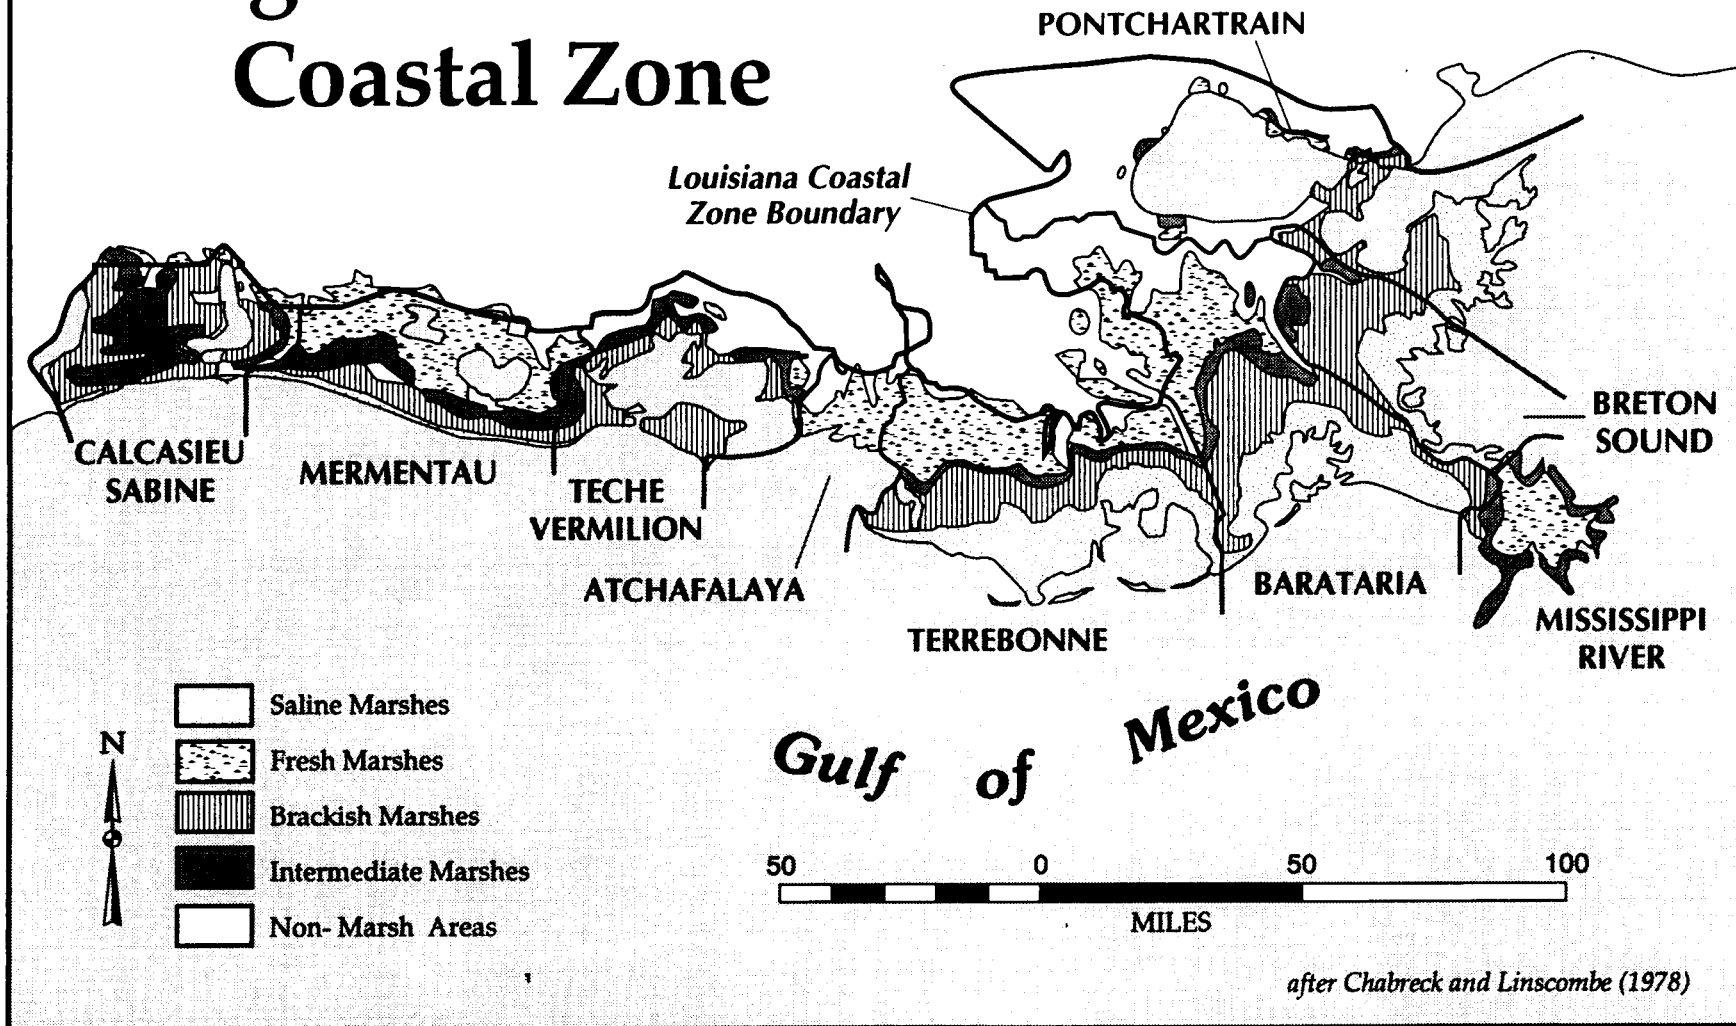 Coastal Zone
PONTCHARTRAIN
Louisiana Coastal
Zone Boundary
CALCASIEU
SABINE
MERMENTAU
TECHE
VERMILION
ATCHAFALAYA
TERREBONNE
BARATARIA
BRETON
SOUND
MISSISSIPPI
RIVER
Gulf of Mexico
N
Saline Marshes
Fresh Marshes
Brackish Marshes
Intermediate Marshes
Non-Marsh Areas
50 0 50 100
MILES
after Chabreck and Linscombe (1978)